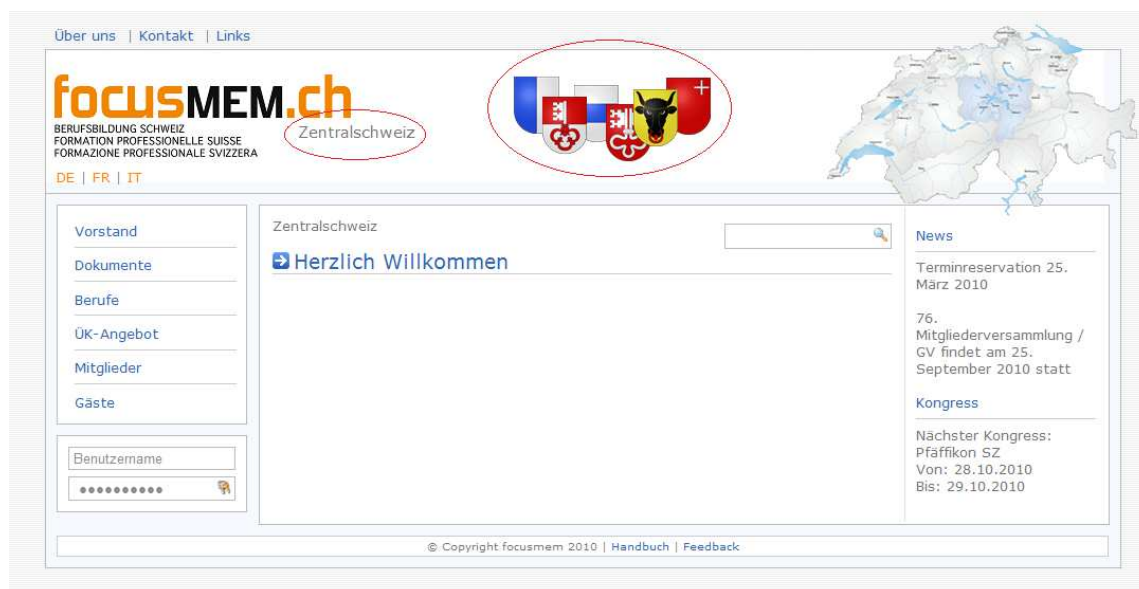 Über uns | Kontakt | Links
focusMEM.ch
BERUFSBILDUNG SCHWEIZ
FORMATION PROFESSIONELLE SUISSE
FORMAZIONE PROFESSIONALE SVIZZERA
Zentralschweiz
DE | FR | IT
Vorstand
Dokumente
Berufe
ÜK-Angebot
Mitglieder
Gäste
Benutzername
••••••••••
Zentralschweiz
Herzlich Willkommen
News
Terminreservation 25.
März 2010
76.
Mitgliederversammlung /
GV findet am 25.
September 2010 statt
Kongress
Nächster Kongress:
Pfäffikon SZ
Von: 28.10.2010
Bis: 29.10.2010
© Copyright focusmem 2010 | Handbuch | Feedback